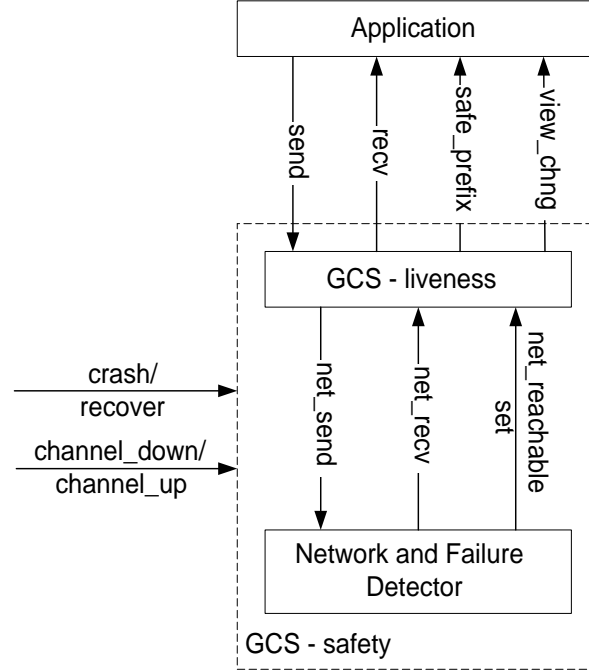 Application
send
recv
safe_prefix
view_chng
GCS - liveness
crash/
recover
channel_down/
channel_up
net_send
net_recv
net_reachable
set
Network and Failure
Detector
GCS - safety